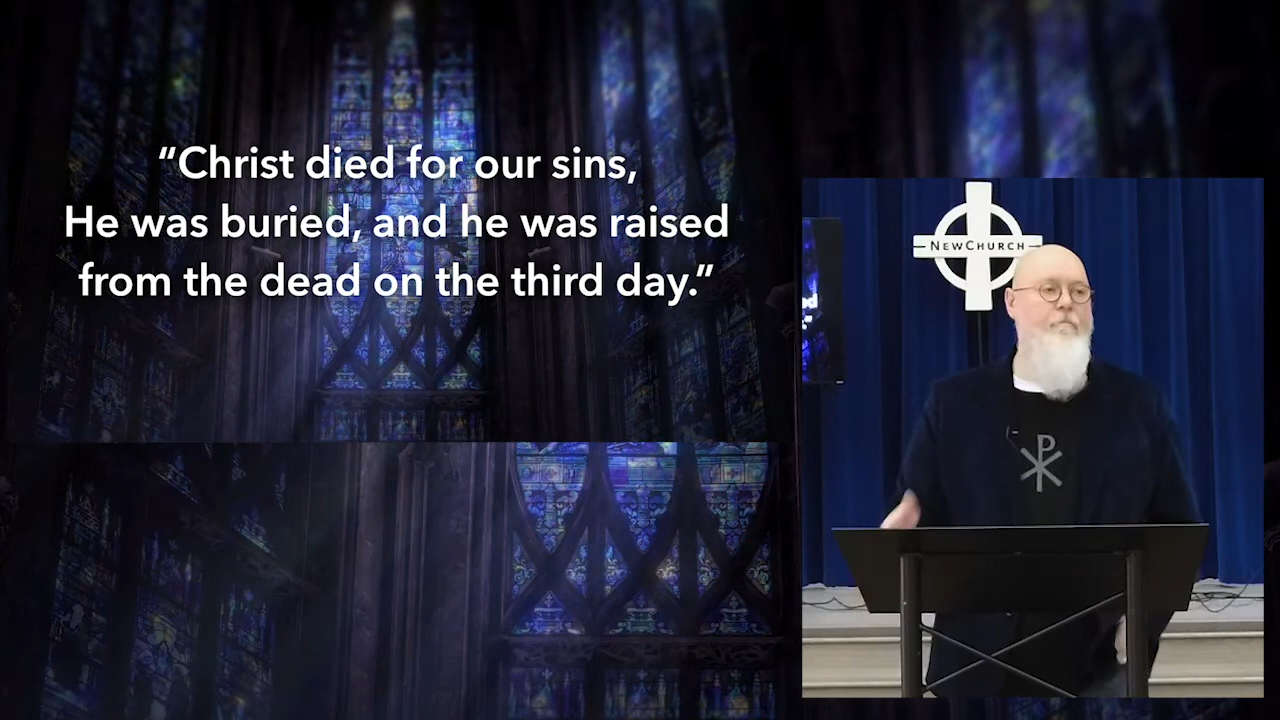 “Christ died for our sins,
He was buried, and he was raised
from the dead on the third day.”
NEWCHURCH